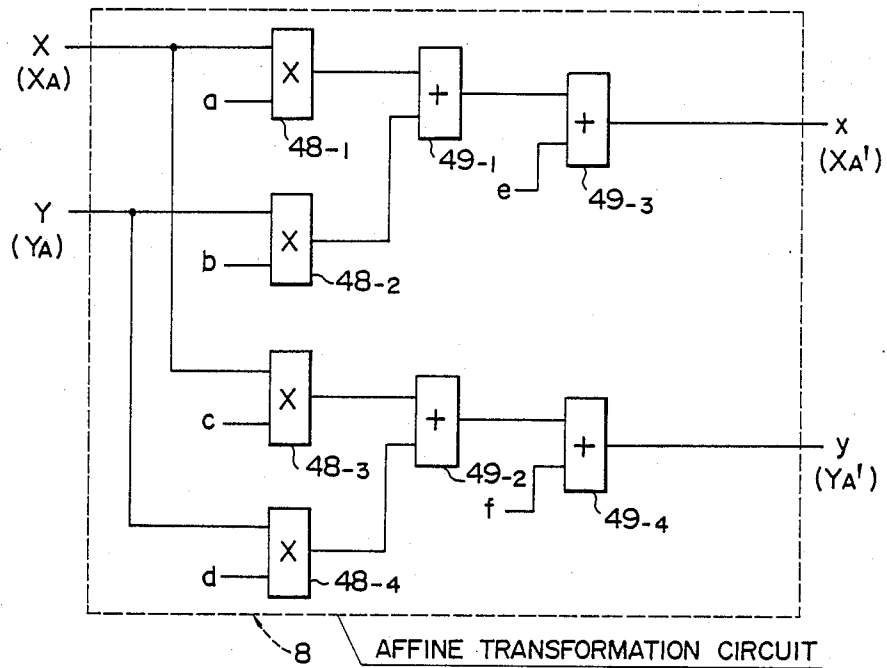 X
(XA)
a
X
48-1
+
49-1
+
e
49-3
x
(XA')
Y
(YA)
b
X
48-2
c
X
48-3
+
49-2
+
f
49-4
y
(YA')
d
X
48-4
8
AFFINE TRANSFORMATION CIRCUIT